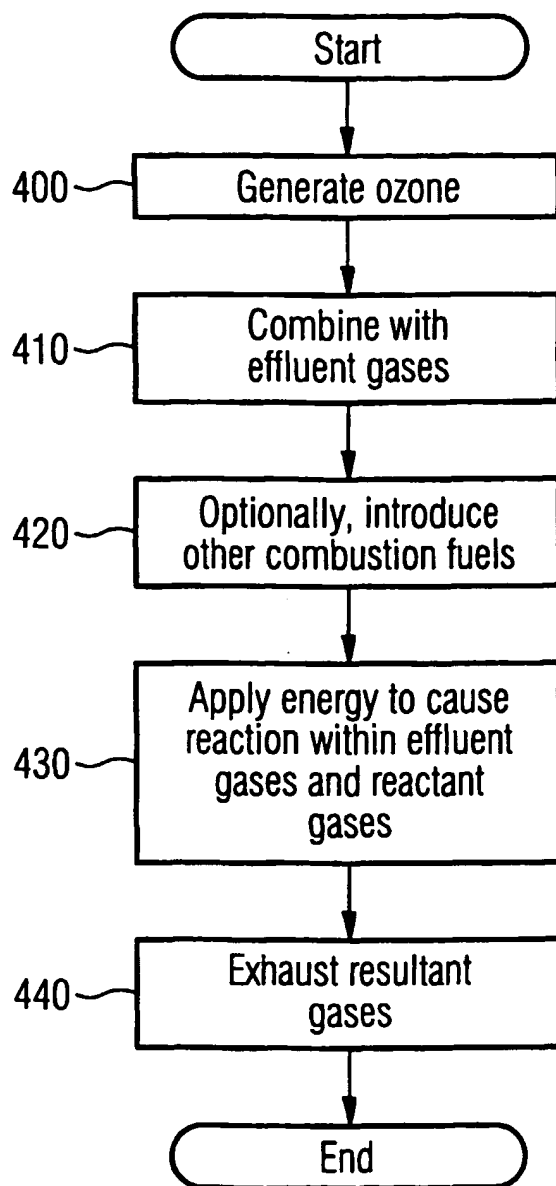 Start
400
Generate ozone
410
Combine with
effluent gases
420
Optionally, introduce
other combustion fuels
430
Apply energy to cause
reaction within effluent
gases and reactant
gases
440
Exhaust resultant
gases
End